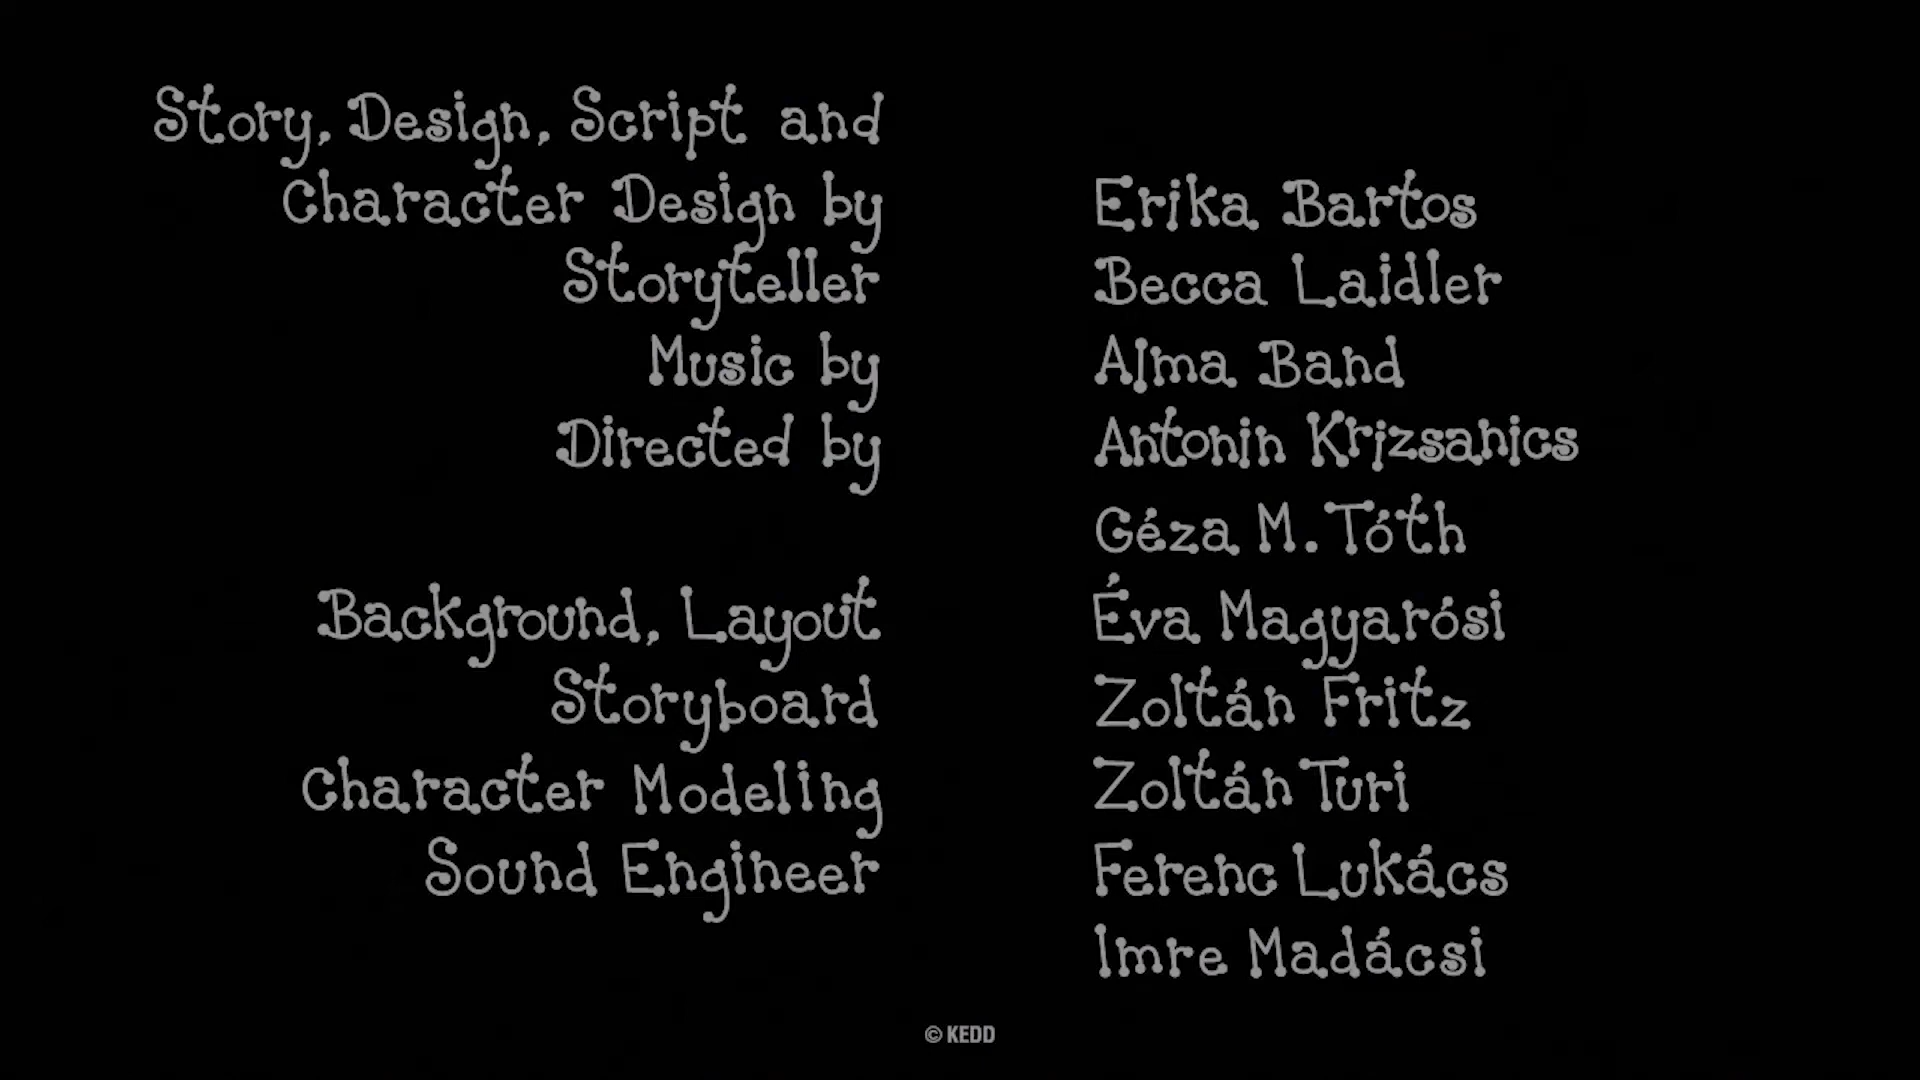 Story, Design, Script and
Character Design by Erika Bartos
Storyteller Becca Laidler
Music by Alma Band
Directed by Antonin Krizsanics
Géza M. Tóth
Background, Layout Éva Magyarósi
Storyboard Zoltán Fritz
Character Modeling Zoltán Turi
Sound Engineer Ferenc Lukács
Imre Madácsi
© KEDD